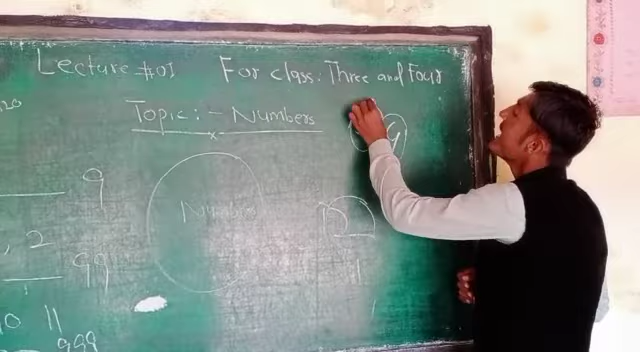 Lecture #01 For class: Three and Four
Topic:- Numbers
9
Numbers
, 2
99
11
999